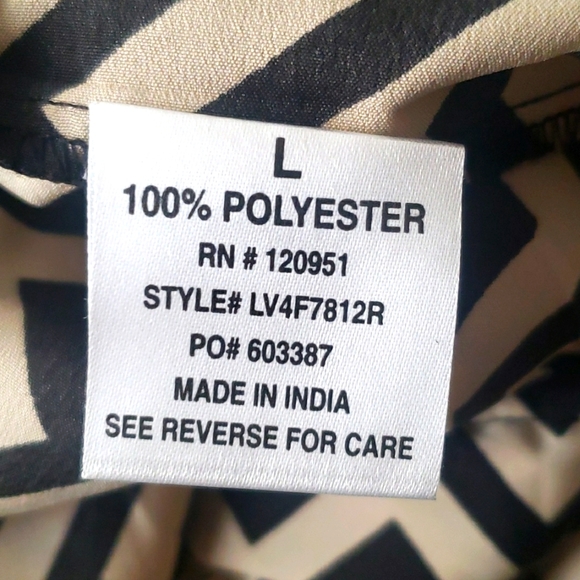 L
100% POLYESTER
RN # 120951
STYLE# LV4F7812R
PO# 603387
MADE IN INDIA
SEE REVERSE FOR CARE